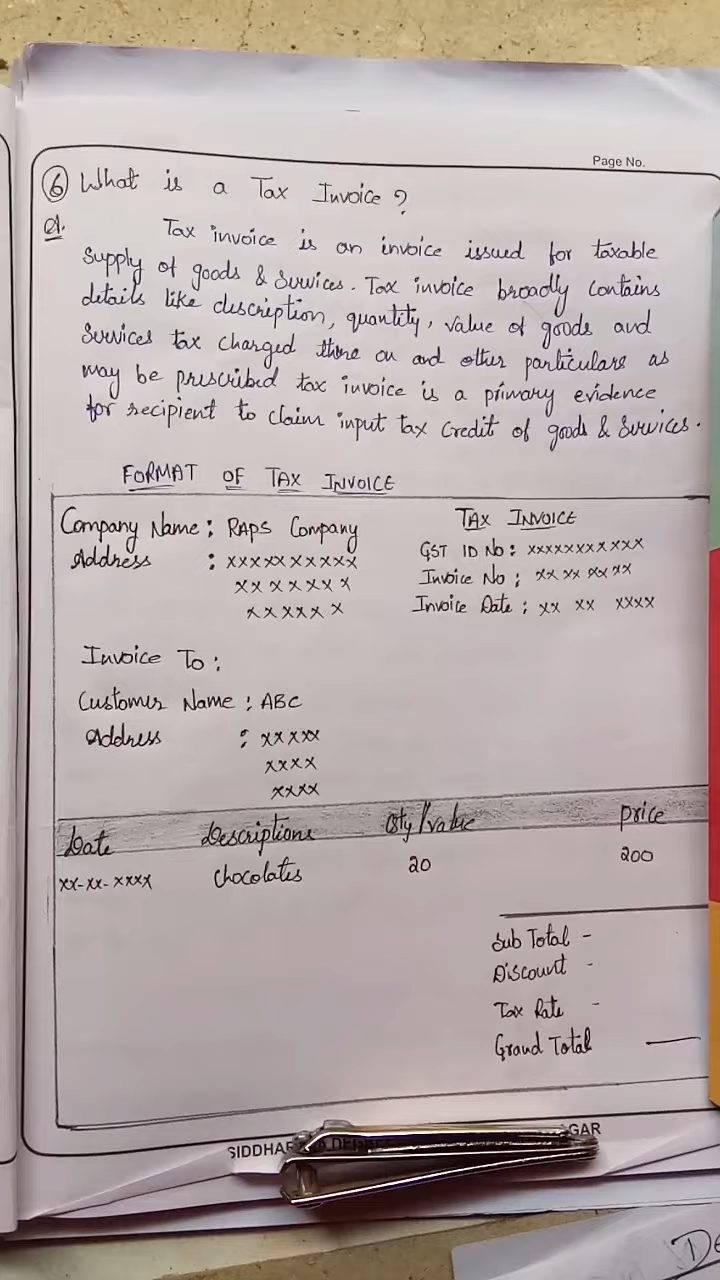 Page No.
6 What is a Tax Invoice ?
A.
Tax invoice is an invoice issued for taxable
Supply of goods & Services. Tax invoice broadly contains
details like description, quantity, value of goods and
Services tax charged there on and other particulars as
may be prescribed tax invoice is a primary evidence
for recipient to claim input tax credit of goods & Services.
FORMAT OF TAX INVOICE
Company Name : RAPS Company
Address : xxxxxxxxxx
xxxxxxx
xxxxxx
TAX INVOICE
GST ID No : xxxxxxxxxxx
Invoice No ; xx xx xx xx
Invoice Date ; xx xx xxxx
Invoice To ;
Customer Name ; ABC
Address : xxxxx
xxxx
xxxx
Date Descriptions Qty/value price
xx-xx-xxxx Chocolates 20 200
Sub Total -
Discount -
Tax Rate -
Grand Total
SIDDHAR DEGREE GAR